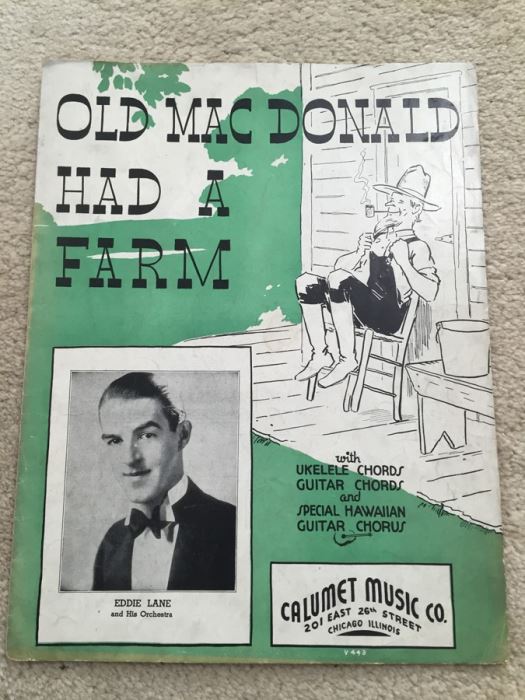 OLD MAC DONALD
HAD A
FARM
with
UKELELE CHORDS
GUITAR CHORDS
and
SPECIAL HAWAIIAN
GUITAR CHORUS
EDDIE LANE
and His Orchestra
CALUMET MUSIC CO.
201 EAST 26th STREET
CHICAGO ILLINOIS
V 443